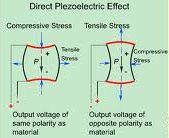 Direct Piezoelectric Effect
Compressive Stress
Tensile Stress
Tensile
Stress
Compressive
Stress
P
+
-
P
+
-
-
+
+
-
Output voltage of
same polarity as
material
Output voltage of
opposite polarity as
material